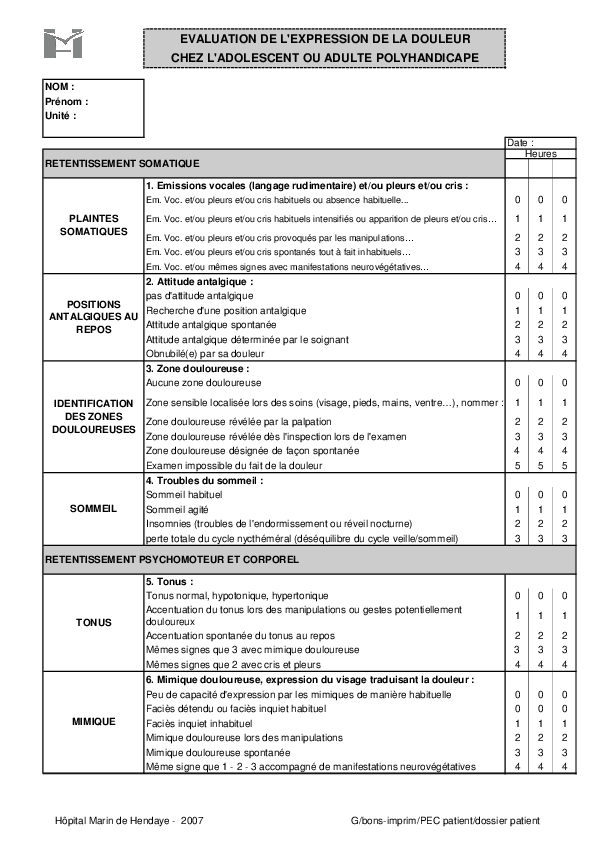 EVALUATION DE L'EXPRESSION DE LA DOULEUR
CHEZ L'ADOLESCENT OU ADULTE POLYHANDICAPE
NOM :
Prénom :
Unité :
Date :
Heures
RETENTISSEMENT SOMATIQUE
PLAINTES SOMATIQUES
1. Emissions vocales (langage rudimentaire) et/ou pleurs et/ou cris :
Em. Voc. et/ou pleurs et/ou cris habituels ou absence habituelle... 0 0 0
Em. Voc. et/ou pleurs et/ou cris habituels intensifiés ou apparition de pleurs et/ou cris… 1 1 1
Em. Voc. et/ou pleurs et/ou cris provoqués par les manipulations… 2 2 2
Em. Voc. et/ou pleurs et/ou cris spontanés tout à fait inhabituels… 3 3 3
Em. Voc. et/ou mêmes signes avec manifestations neurovégétatives… 4 4 4
POSITIONS ANTALGIQUES AU REPOS
2. Attitude antalgique :
pas d'attitude antalgique 0 0 0
Recherche d'une position antalgique 1 1 1
Attitude antalgique spontanée 2 2 2
Attitude antalgique déterminée par le soignant 3 3 3
Obnubilé(e) par sa douleur 4 4 4
IDENTIFICATION DES ZONES DOULOUREUSES
3. Zone douloureuse :
Aucune zone douloureuse 0 0 0
Zone sensible localisée lors des soins (visage, pieds, mains, ventre…), nommer : 1 1 1
Zone douloureuse révélée par la palpation 2 2 2
Zone douloureuse révélée dès l'inspection lors de l'examen 3 3 3
Zone douloureuse désignée de façon spontanée 4 4 4
Examen impossible du fait de la douleur 5 5 5
SOMMEIL
4. Troubles du sommeil :
Sommeil habituel 0 0 0
Sommeil agité 1 1 1
Insomnies (troubles de l'endormissement ou réveil nocturne) 2 2 2
perte totale du cycle nycthéméral (déséquilibre du cycle veille/sommeil) 3 3 3
RETENTISSEMENT PSYCHOMOTEUR ET CORPOREL
TONUS
5. Tonus :
Tonus normal, hypotonique, hypertonique 0 0 0
Accentuation du tonus lors des manipulations ou gestes potentiellement
douloureux 1 1 1
Accentuation spontanée du tonus au repos 2 2 2
Mêmes signes que 3 avec mimique douloureuse 3 3 3
Mêmes signes que 2 avec cris et pleurs 4 4 4
MIMIQUE
6. Mimique douloureuse, expression du visage traduisant la douleur :
Peu de capacité d'expression par les mimiques de manière habituelle 0 0 0
Faciès détendu ou faciès inquiet habituel 0 0 0
Faciès inquiet inhabituel 1 1 1
Mimique douloureuse lors des manipulations 2 2 2
Mimique douloureuse spontanée 3 3 3
Même signe que 1 - 2 - 3 accompagné de manifestations neurovégétatives 4 4 4
Hôpital Marin de Hendaye - 2007
G/bons-imprim/PEC patient/dossier patient